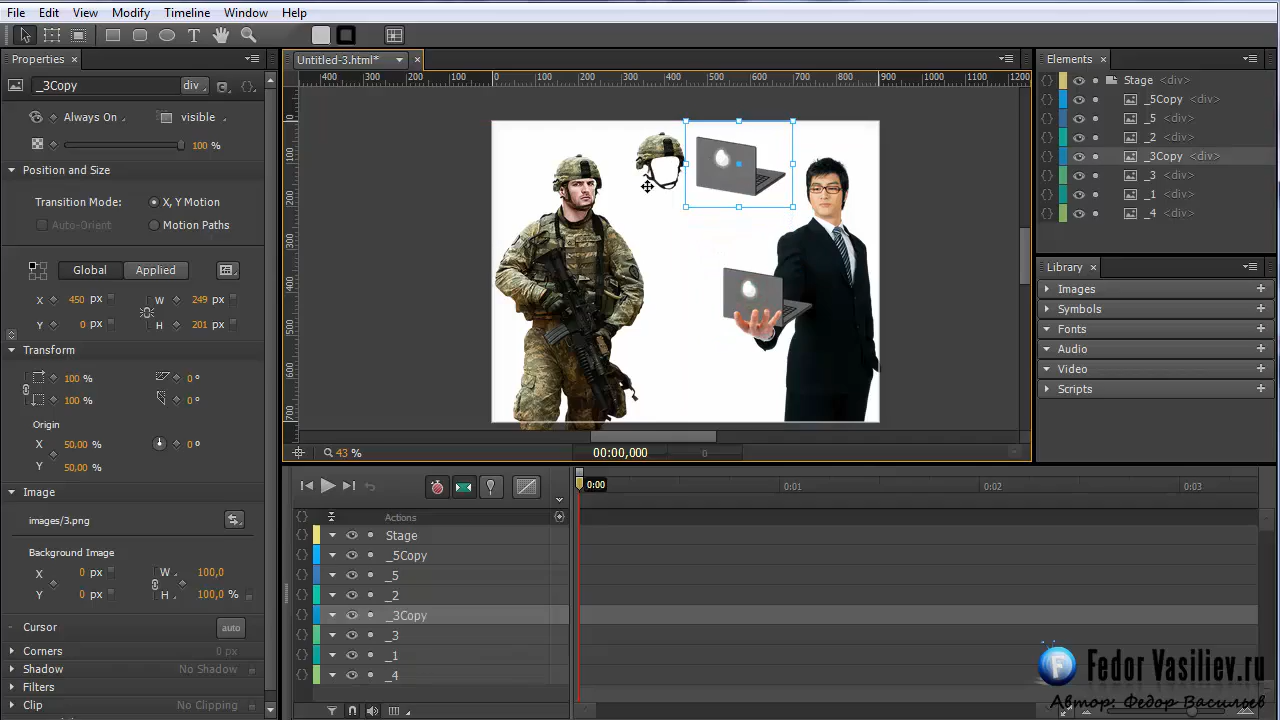 File Edit View Modify Timeline Window Help
Properties
_3Copy div
Always On visible
100 %
Position and Size
Transition Mode: X, Y Motion
Auto-Orient Motion Paths
Global Applied
X 450 px W 249 px
Y 0 px H 201 px
Transform
100 % 0 °
100 % 0 °
Origin
X 50,00 % 0 °
Y 50,00 %
Image
images/3.png
Background Image
X 0 px W 100,0
Y 0 px H 100,0 %
Cursor auto
Corners 0 px
Shadow No Shadow
Filters
Clip No Clipping
Untitled-3.html*
400 300 200 100 0 100 200 300 400 500 600 700 800 900 1000 1100 1200
0
100
200
300
400
500
600
700
43 % 00:00,000 0
Elements
Stage <div>
_5Copy <div>
_5 <div>
_2 <div>
_3Copy <div>
_3 <div>
_1 <div>
_4 <div>
Library
Images
Symbols
Fonts
Audio
Video
Scripts
0:00 0:01 0:02 0:03
Actions
Stage
_5Copy
_5
_2
_3Copy
_3
_1
_4
Fedor Vasiliev.ru
Автор: Федор Васильев